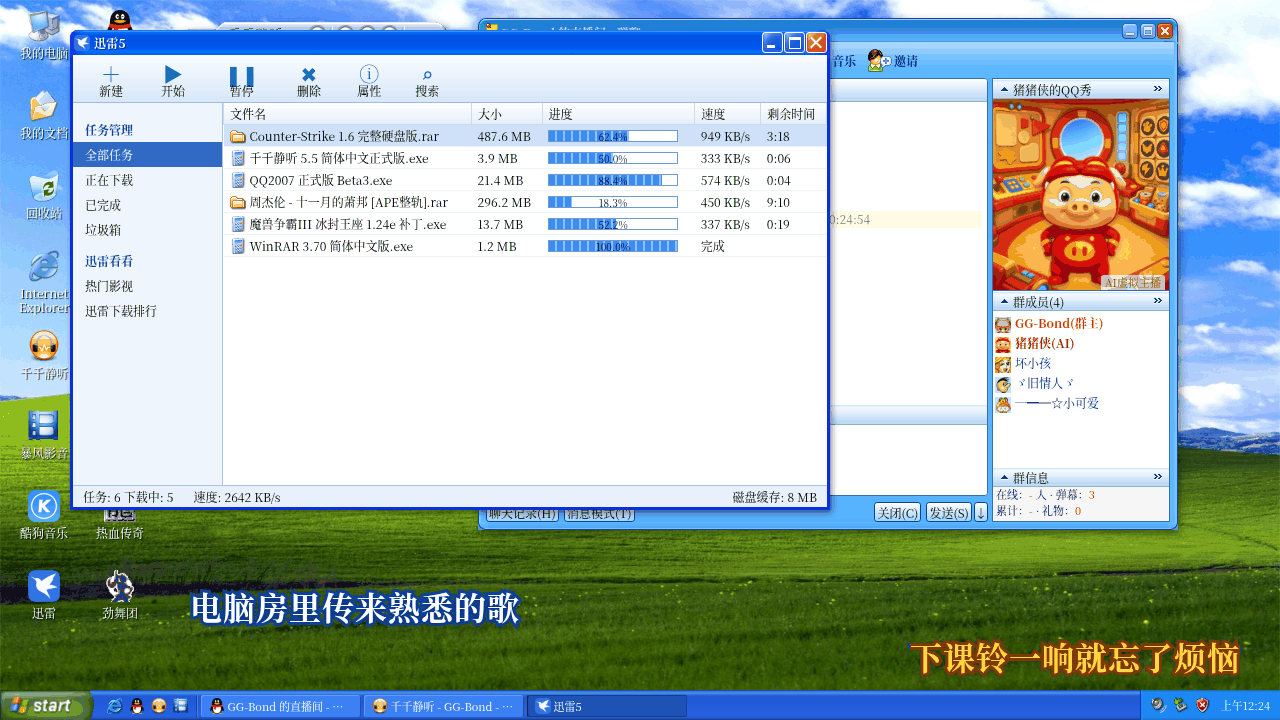 我的电脑
我的文档
回收站
Internet
Explorer
千千静听
暴风影音
酷狗音乐
热血传奇
迅雷
劲舞团
迅雷5
新建
开始
暂停
删除
属性
搜索
任务管理
全部任务
正在下载
已完成
垃圾箱
迅雷看看
热门影视
迅雷下载排行
文件名 大小 进度 速度 剩余时间
Counter-Strike 1.6 完整硬盘版.rar 487.6 MB 62.4% 949 KB/s 3:18
千千静听 5.5 简体中文正式版.exe 3.9 MB 50.0% 333 KB/s 0:06
QQ2007 正式版 Beta3.exe 21.4 MB 88.4% 574 KB/s 0:04
周杰伦 - 十一月的萧邦 [APE整轨].rar 296.2 MB 18.3% 450 KB/s 9:10
魔兽争霸III 冰封王座 1.24e 补丁.exe 13.7 MB 52.2% 337 KB/s 0:19
WinRAR 3.70 简体中文版.exe 1.2 MB 100.0% 完成
任务: 6 下载中: 5 速度: 2642 KB/s 磁盘缓存: 8 MB
音乐 邀请
0:24:54
聊天记录(H) 消息模式(T) 关闭(C) 发送(S) ↓
猪猪侠的QQ秀
AI虚拟主播
群成员(4)
GG-Bond(群主)
猪猪侠(AI)
坏小孩
ゞ旧情人ゞ
一━━☆小可爱
群信息
在线: - 人 · 弹幕: 3
累计: - · 礼物: 0
电脑房里传来熟悉的歌
下课铃一响就忘了烦恼
start
GG-Bond 的直播间 - ···
千千静听 - GG-Bond - ···
迅雷5
上午12:24